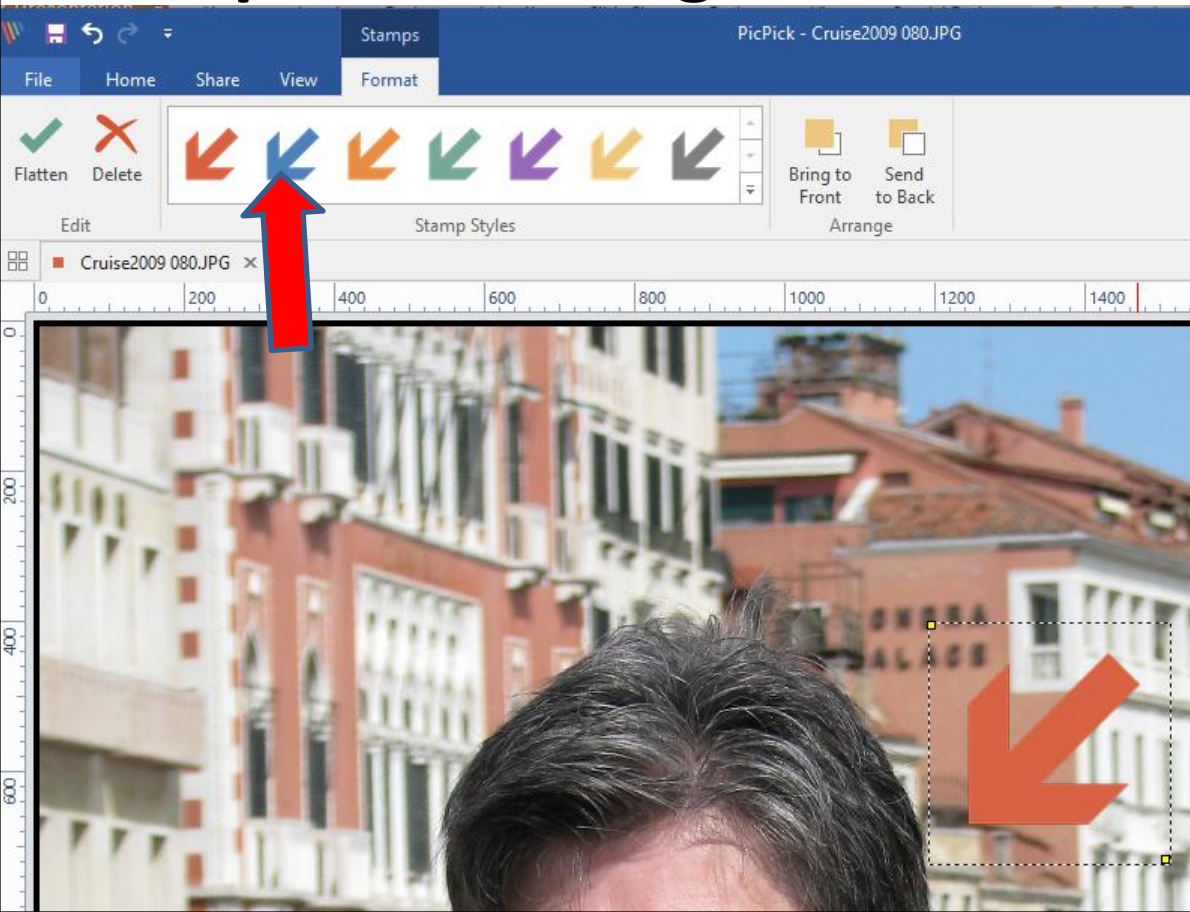 Stamps
PicPick - Cruise2009 080.JPG
File Home Share View Format
Flatten Delete
Bring to Front
Send to Back
Edit
Stamp Styles
Arrange
Cruise2009 080.JPG ×
0 200 400 600 800 1000 1200 1400
0
200
400
600